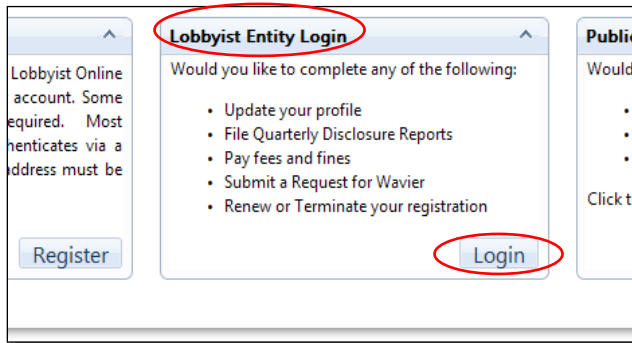 Lobbyist Online
account. Some
equired. Most
henticates via a
address must be
Register
Lobbyist Entity Login
Would you like to complete any of the following:
• Update your profile
• File Quarterly Disclosure Reports
• Pay fees and fines
• Submit a Request for Wavier
• Renew or Terminate your registration
Login
Public
Would
•
•
•
Click t